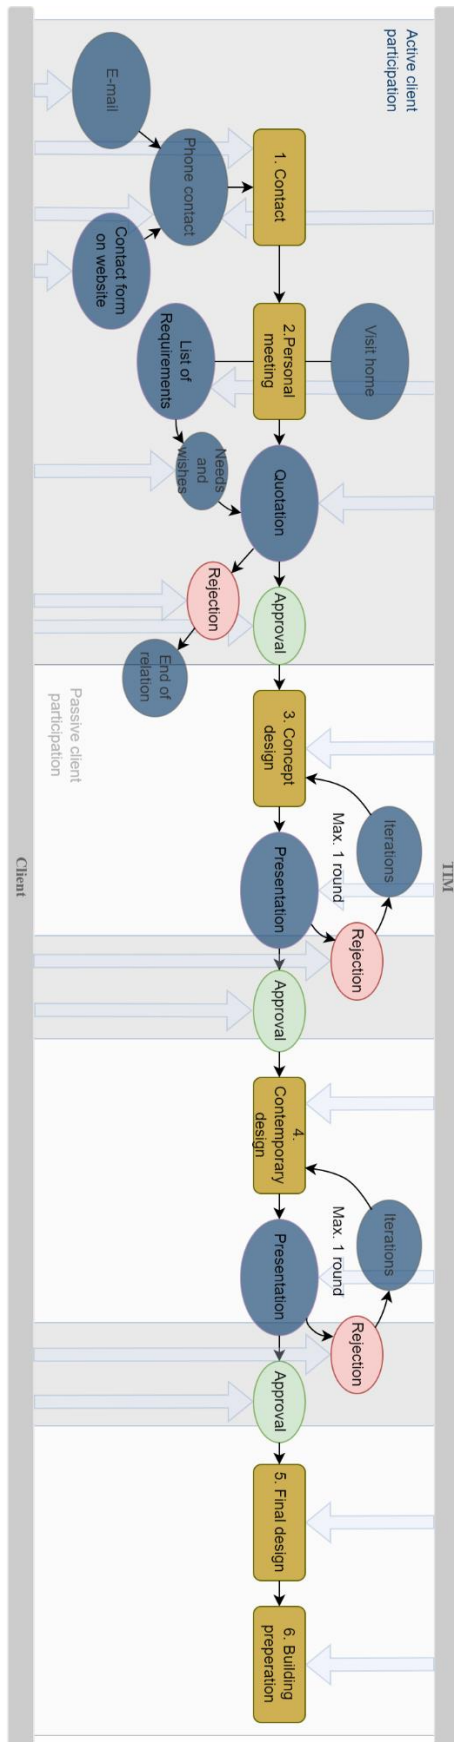 TIM
Active client
participation
Visit home
1. Contact
2.Personal
meeting
Phone contact
E-mail
Contact form
on website
List of
Requirements
Needs
and
wishes
Quotation
Rejection
Approval
End of
relation
Passive client
participation
3. Concept
design
Iterations
Max. 1 round
Presentation
Rejection
Approval
4.
Contemporary
design
Iterations
Max. 1 round
Presentation
Rejection
Approval
5. Final design
6. Building
preperation
Client